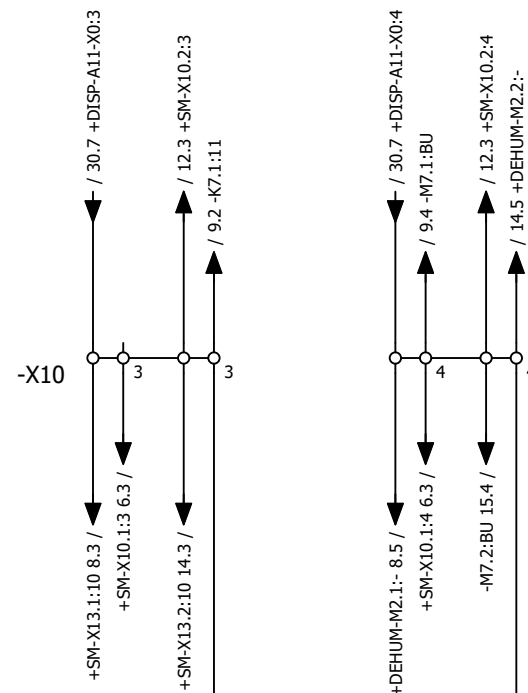 / 30.7 +DISP-A11-X0:3
/ 12.3 +SM-X10.2:3
/ 9.2 -K7.1:11
/ 30.7 +DISP-A11-X0:4
/ 9.4 -M7.1:BU
/ 12.3 +SM-X10.2:4
/ 14.5 +DEHUM-M2.2:-
-X10
3
3
4
+SM-X13.1:10 8.3 /
+SM-X10.1:3 6.3 /
+SM-X13.2:10 14.3 /
+DEHUM-M2.1:- 8.5 /
+SM-X10.1:4 6.3 /
-M7.2:BU 15.4 /